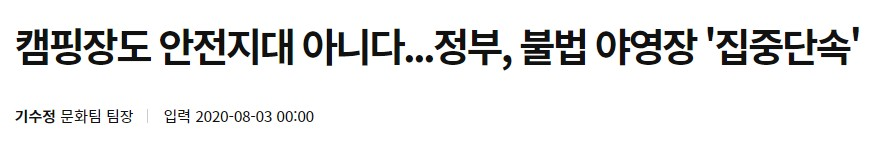 캠핑장도 안전지대 아니다...정부, 불법 야영장 '집중단속'
기수정 문화팀 팀장 | 입력 2020-08-03 00:00